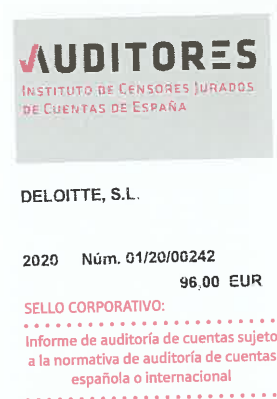 AUDITORES
INSTITUTO DE CENSORES JURADOS
DE CUENTAS DE ESPAÑA
DELOITTE, S.L.
2020 Núm. 01/20/00242
96,00 EUR
SELLO CORPORATIVO:
Informe de auditoría de cuentas sujeto
a la normativa de auditoría de cuentas
española o internacional